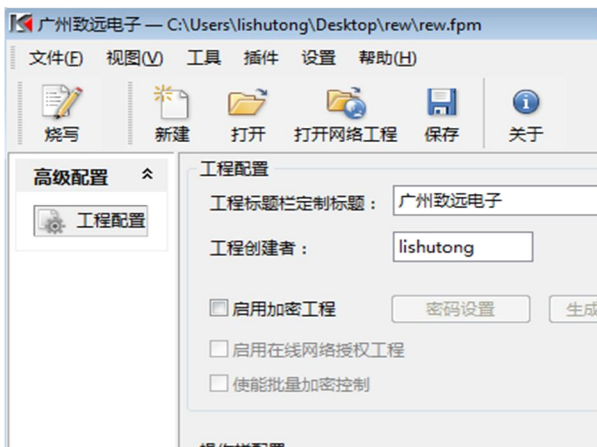 广州致远电子 — C:\Users\lishutong\Desktop\rew\rew.fpm
文件(F) 视图(V) 工具 插件 设置 帮助(H)
烧写 新建 打开 打开网络工程 保存 关于
高级配置
工程配置
工程配置
工程标题栏定制标题： 广州致远电子
工程创建者： lishutong
启用加密工程 密码设置 生成
启用在线网络授权工程
使能批量加密控制